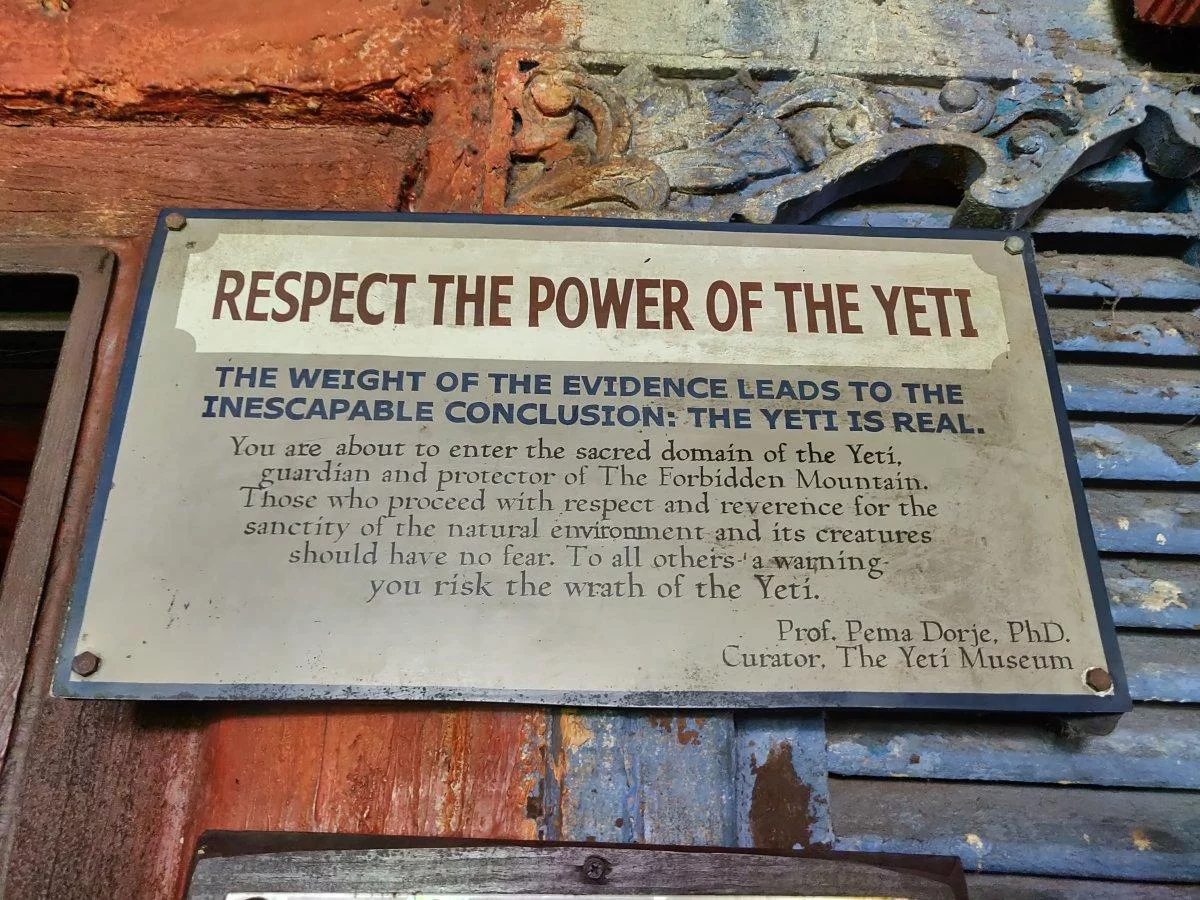 RESPECT THE POWER OF THE YETI
THE WEIGHT OF THE EVIDENCE LEADS TO THE
INESCAPABLE CONCLUSION: THE YETI IS REAL.
You are about to enter the sacred domain of the Yeti,
guardian and protector of The Forbidden Mountain.
Those who proceed with respect and reverence for the
sanctity of the natural environment and its creatures
should have no fear. To all others- a warning-
you risk the wrath of the Yeti.
Prof. Pema Dorje, PhD.
Curator, The Yeti Museum